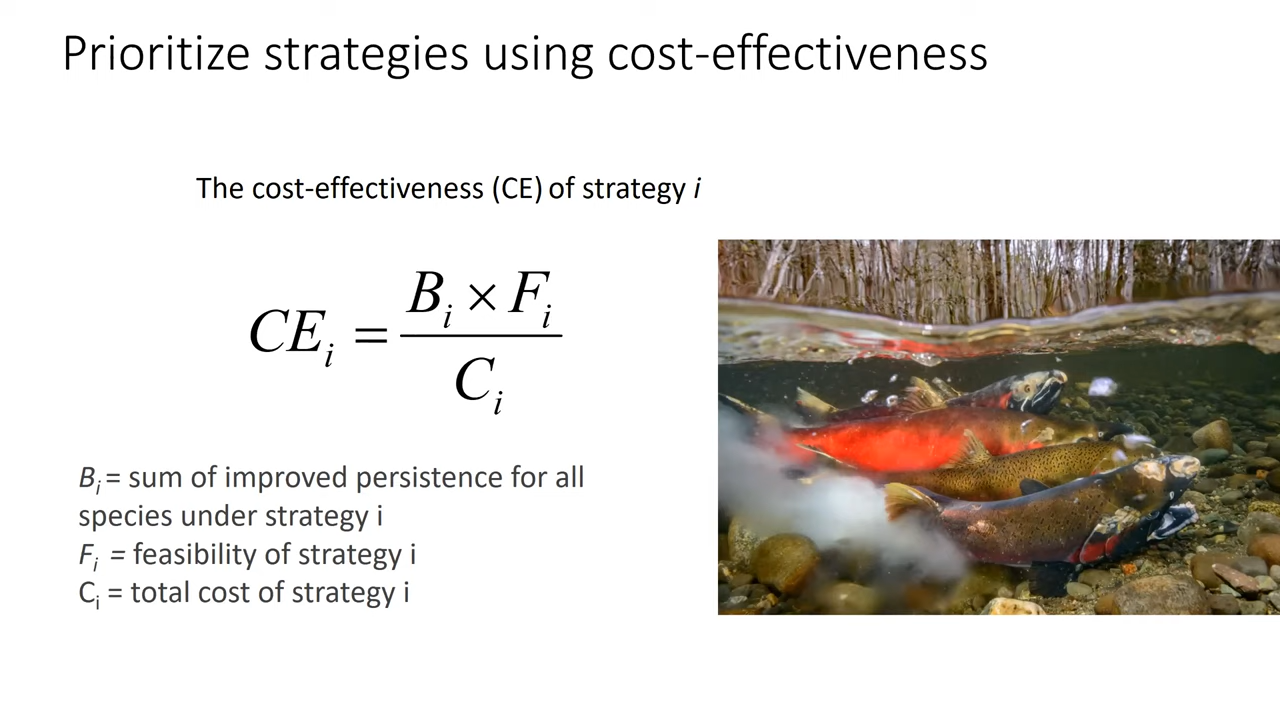 Prioritize strategies using cost-effectiveness
The cost-effectiveness (CE) of strategy i
CEᵢ = (Bᵢ × Fᵢ) / Cᵢ
Bᵢ = sum of improved persistence for all
species under strategy i
Fᵢ = feasibility of strategy i
Cᵢ = total cost of strategy i